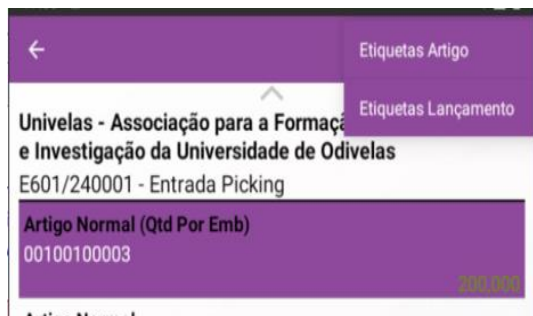 Etiquetas Artigo
Etiquetas Lançamento
Univelas - Associação para a Formaçã
e Investigação da Universidade de Odivelas
E601/240001 - Entrada Picking
Artigo Normal (Qtd Por Emb)
00100100003
200,000